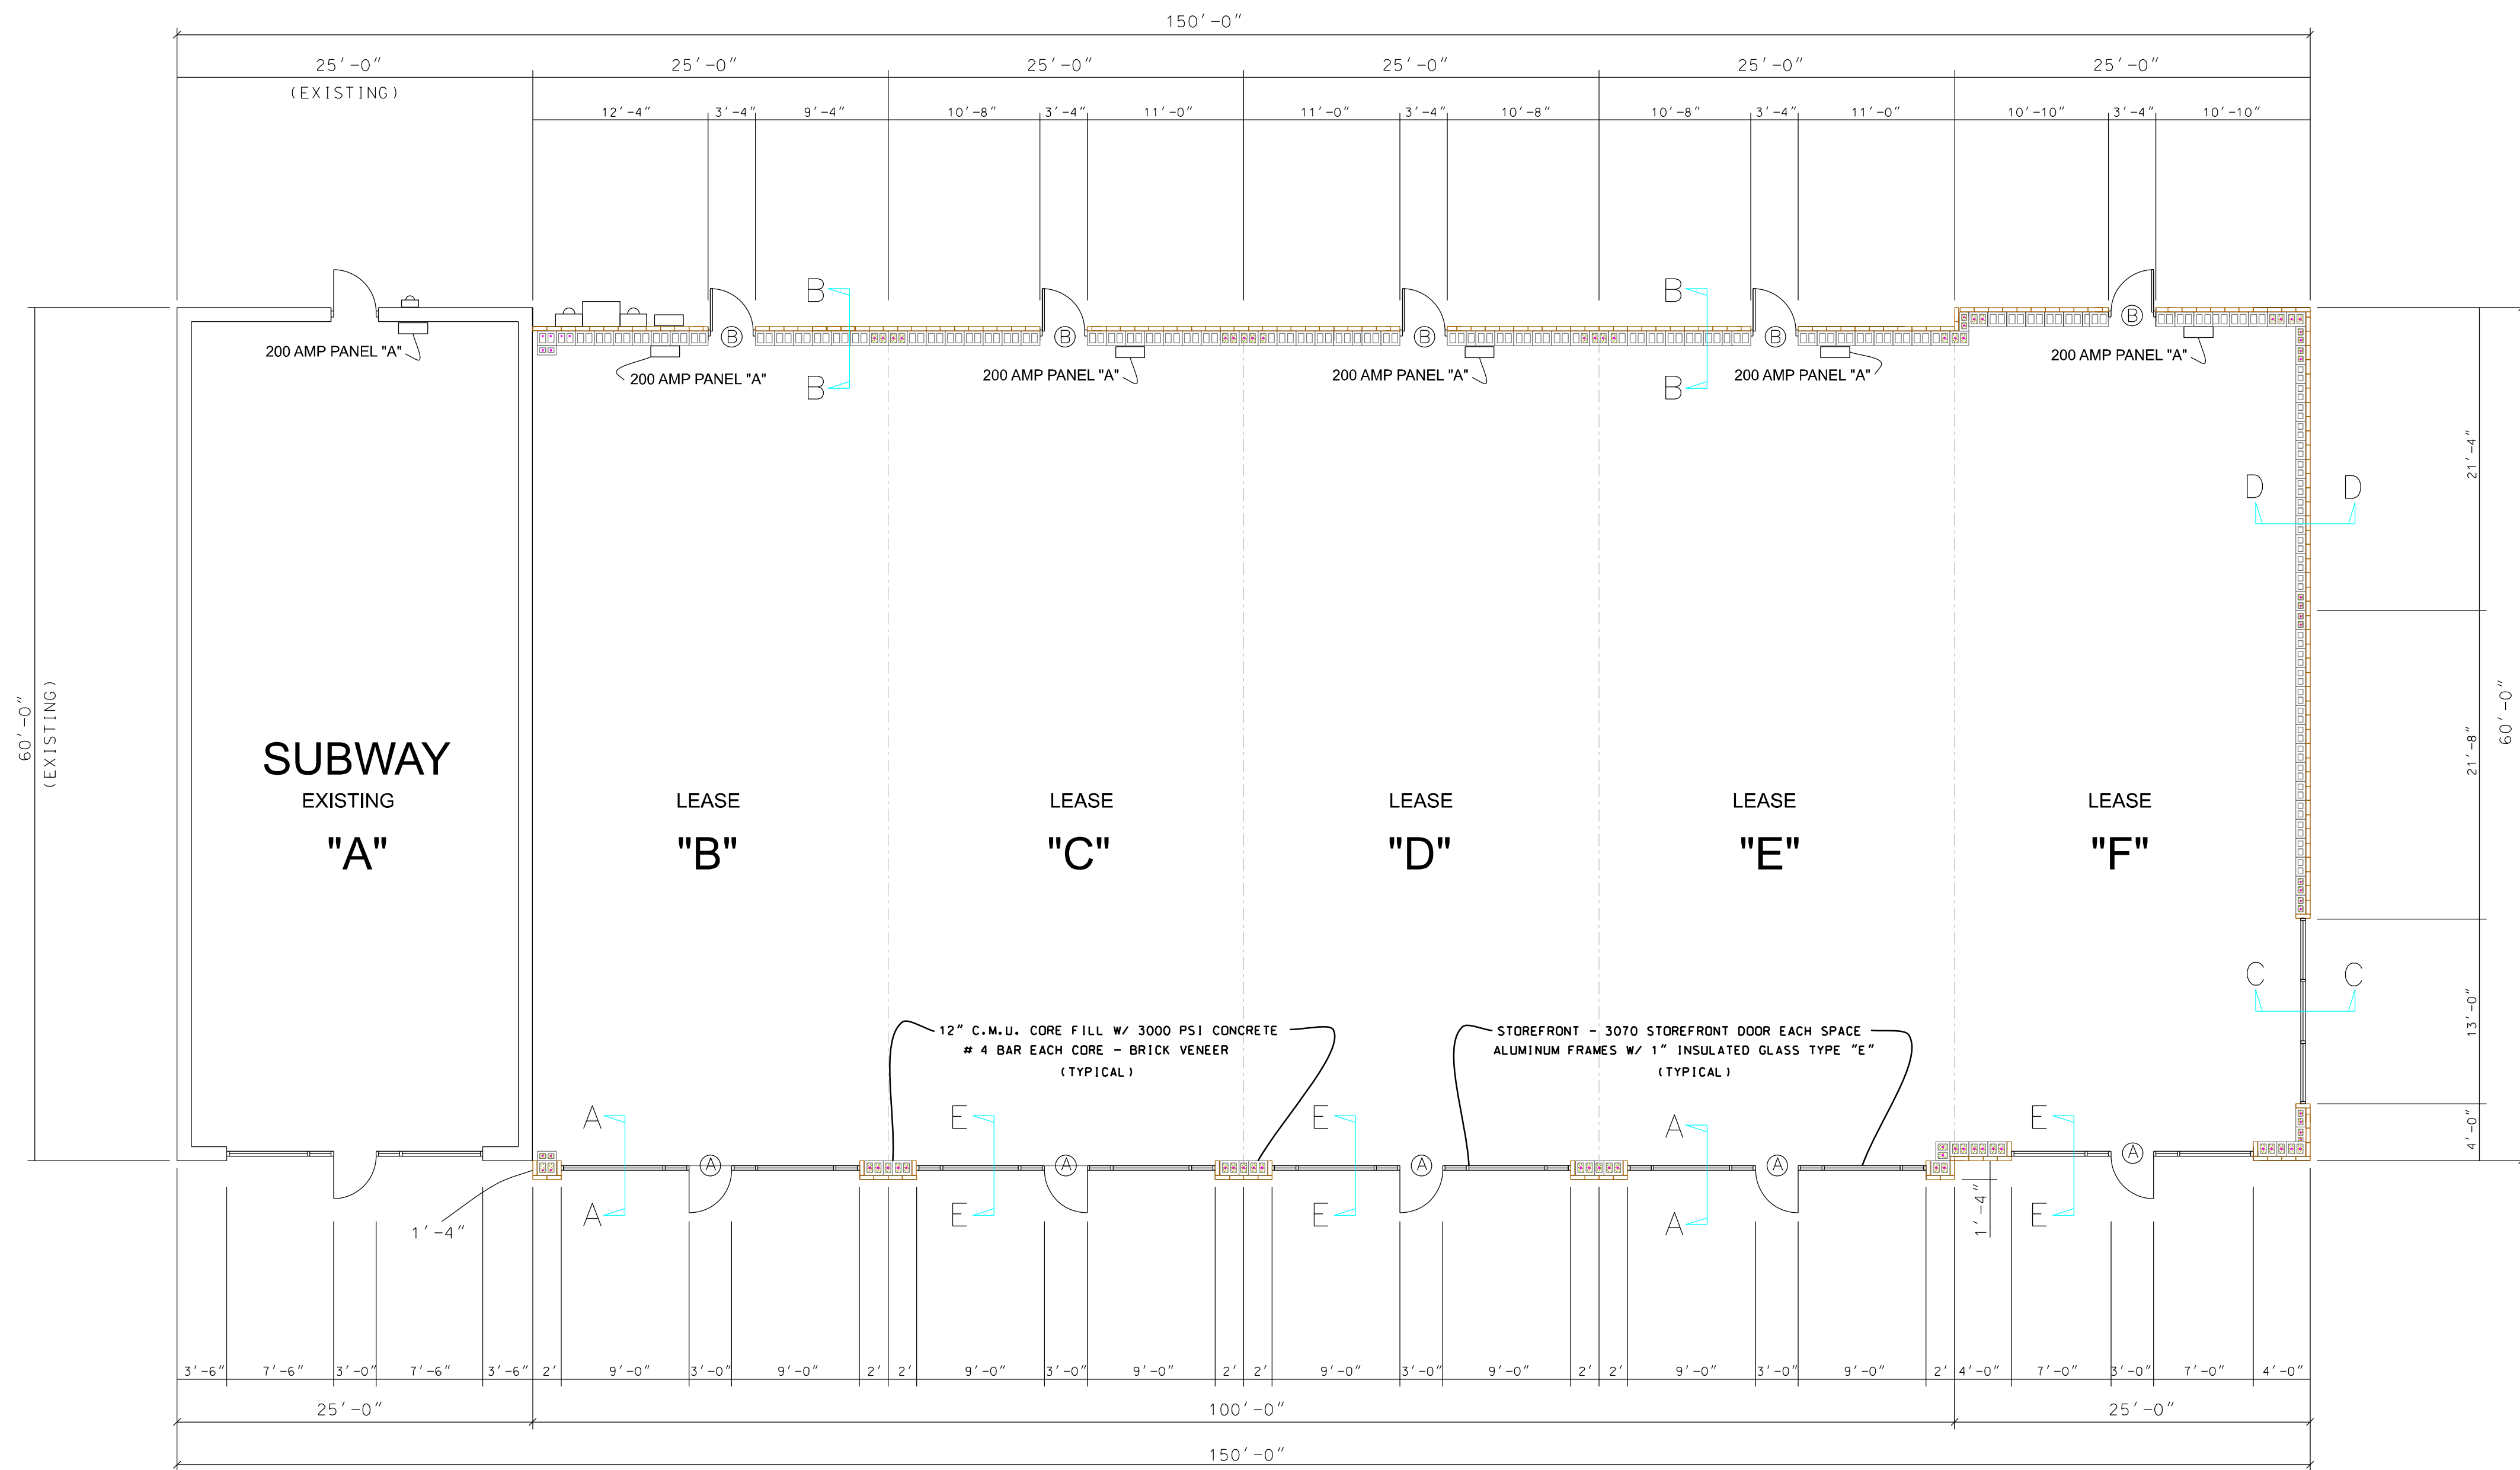 150'-0"
25'-0" 25'-0" 25'-0" 25'-0" 25'-0" 25'-0"
(EXISTING)
12'-4" 3'-4" 9'-4" 10'-8" 3'-4" 11'-0" 11'-0" 3'-4" 10'-8" 10'-8" 3'-4" 11'-0" 10'-10" 3'-4" 10'-10"
B B
B B B B B
200 AMP PANEL "A" 200 AMP PANEL "A"
B B
200 AMP PANEL "A" 200 AMP PANEL "A" 200 AMP PANEL "A" 200 AMP PANEL "A"
21'-4"
D D
60'-0"
(EXISTING)
60'-0"
21'-8"
SUBWAY
EXISTING
"A"
LEASE LEASE LEASE LEASE LEASE
"B" "C" "D" "E" "F"
C C
13'-0"
12" C.M.U. CORE FILL W/ 3000 PSI CONCRETE
# 4 BAR EACH CORE - BRICK VENEER
(TYPICAL)
STOREFRONT - 3070 STOREFRONT DOOR EACH SPACE
ALUMINUM FRAMES W/ 1" INSULATED GLASS TYPE "E"
(TYPICAL)
4'-0"
A E E A E
A A A A A
A E E A E
1'-4" 1'-4"
3'-6" 7'-6" 3'-0" 7'-6" 3'-6" 2' 9'-0" 3'-0" 9'-0" 2' 2' 9'-0" 3'-0" 9'-0" 2' 2' 9'-0" 3'-0" 9'-0" 2' 2' 9'-0" 3'-0" 9'-0" 2' 4'-0" 7'-0" 3'-0" 7'-0" 4'-0"
25'-0" 100'-0" 25'-0"
150'-0"